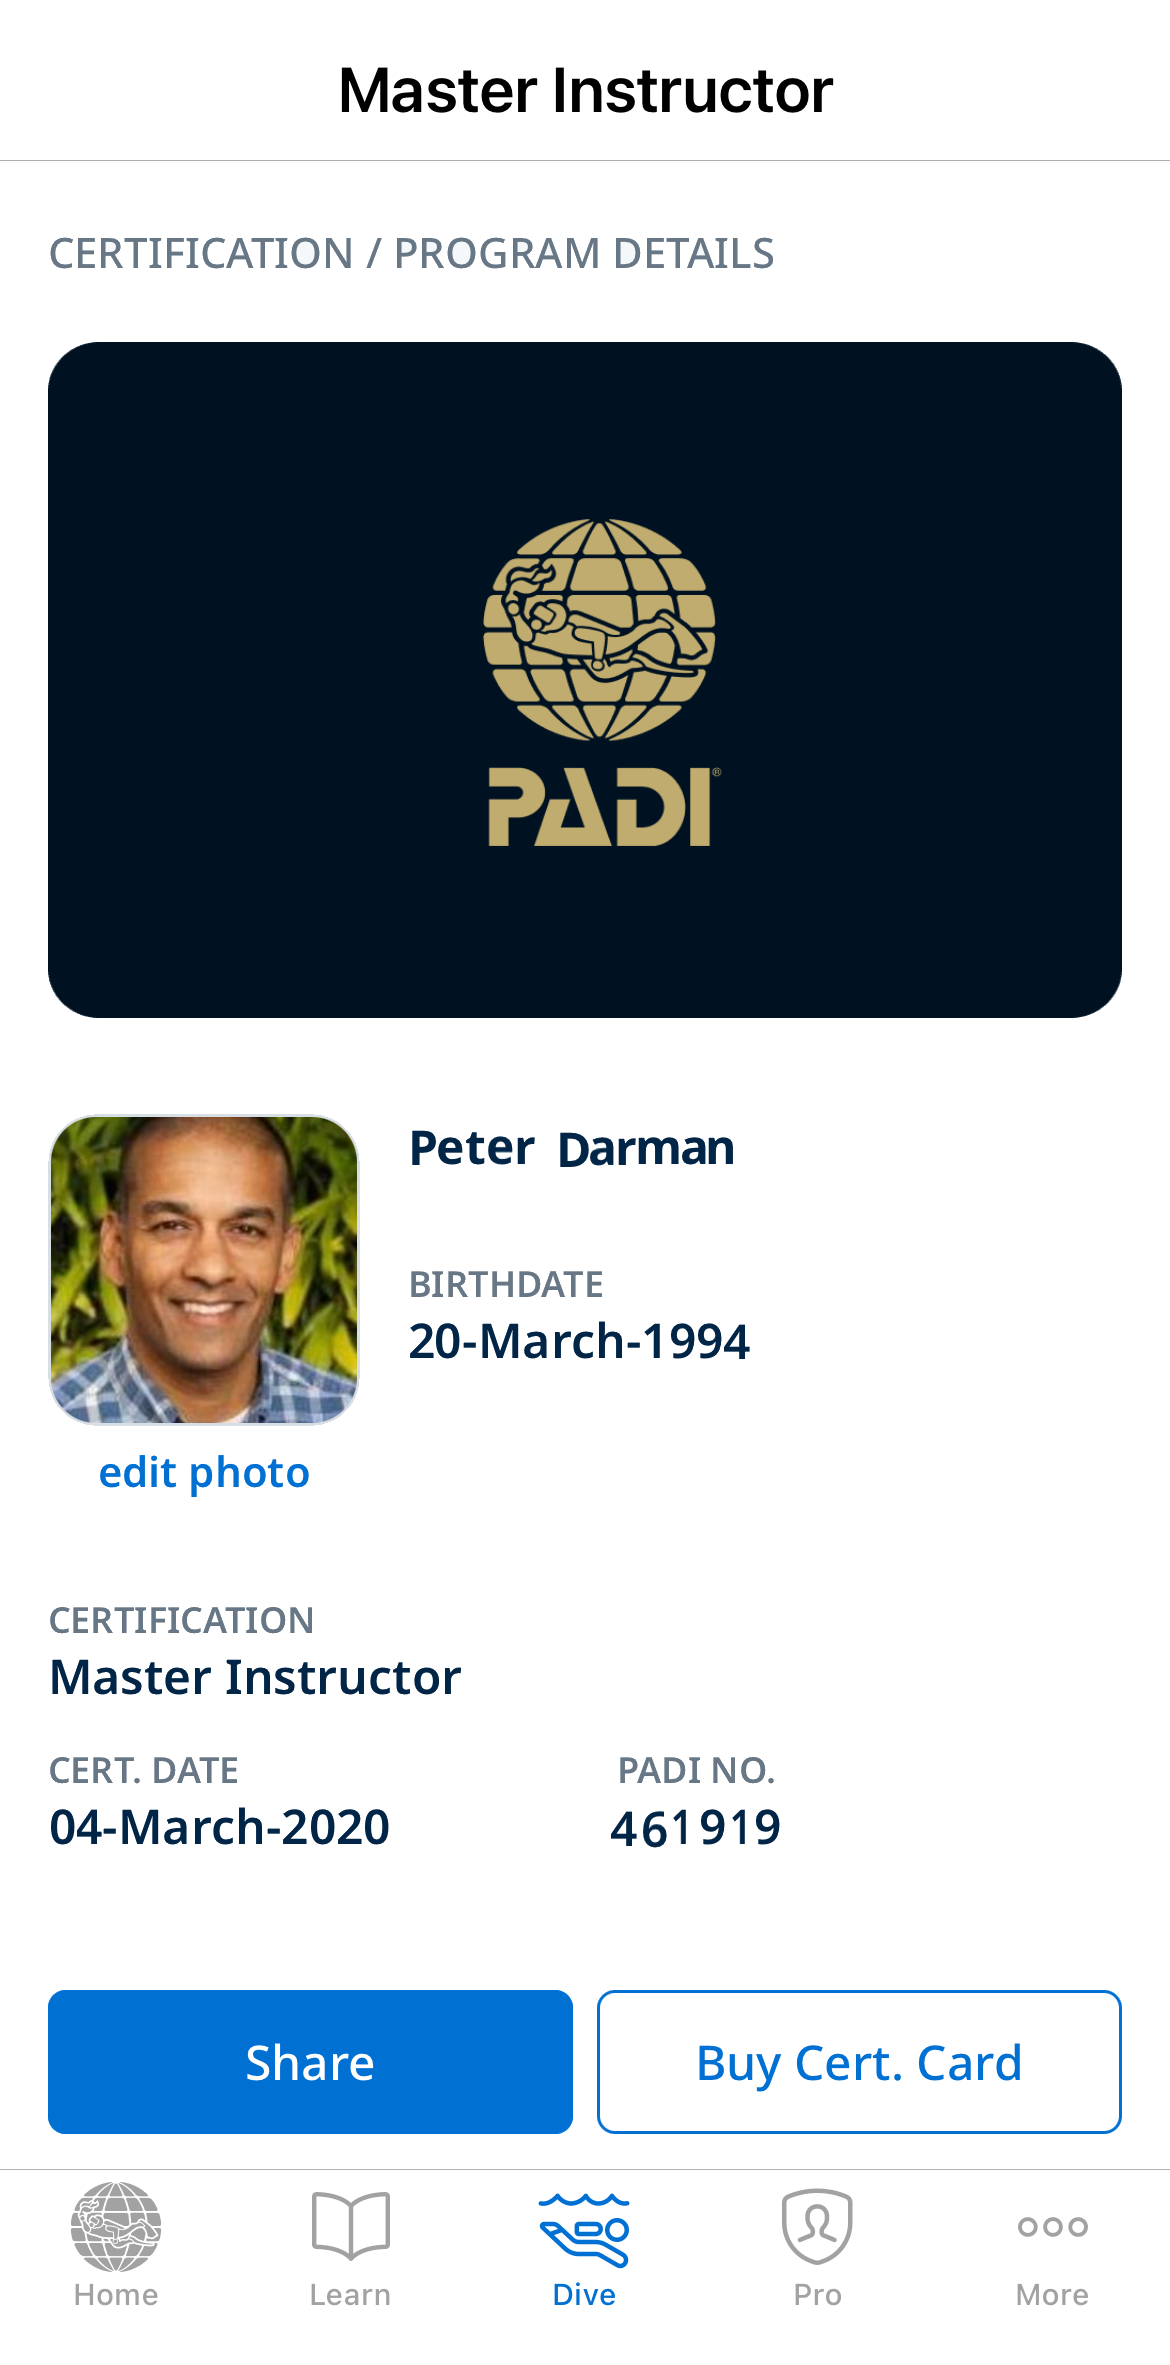 Master Instructor
CERTIFICATION / PROGRAM DETAILS
PADI®
Peter Darman
BIRTHDATE
20-March-1994
edit photo
CERTIFICATION
Master Instructor
CERT. DATE PADI NO.
04-March-2020 461919
Share Buy Cert. Card
Home Learn Dive Pro More